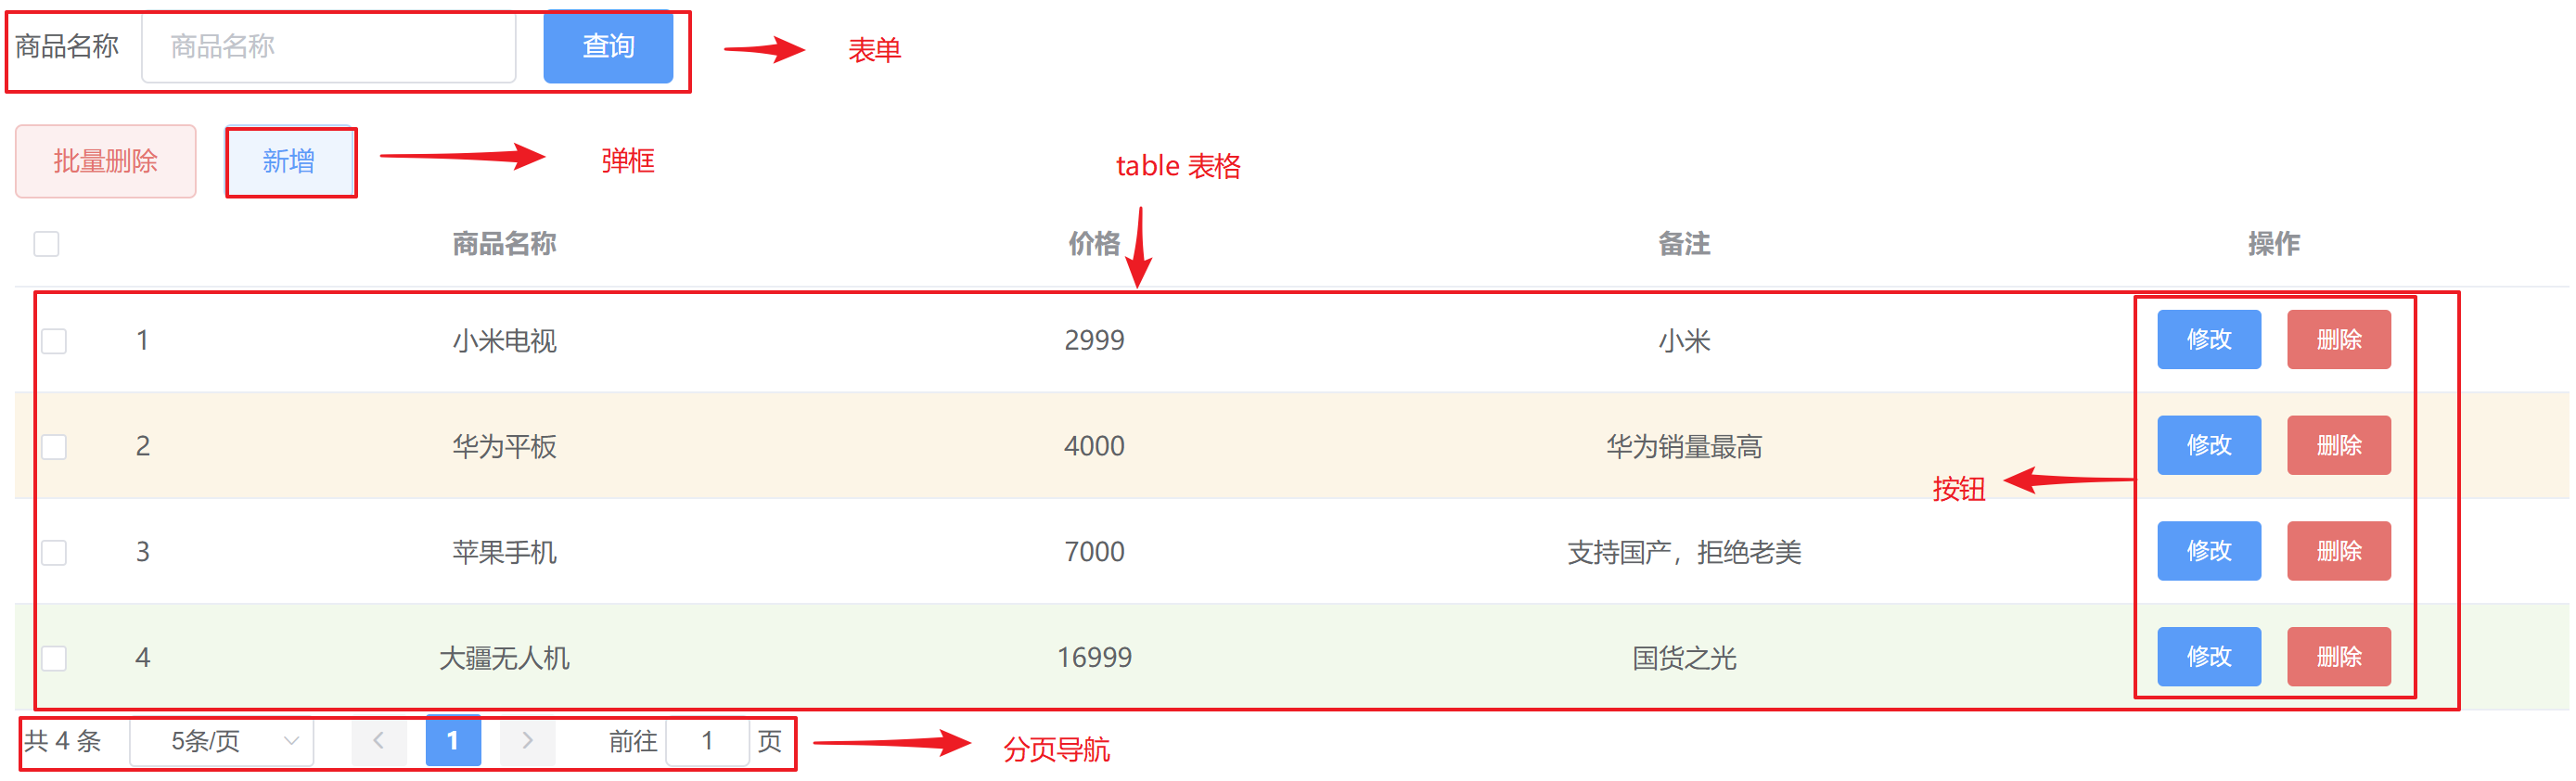 商品名称 商品名称 查询 表单
批量删除 新增 弹框 table 表格
商品名称 价格 备注 操作
1 小米电视 2999 小米 修改 删除
2 华为平板 4000 华为销量最高 修改 删除
按钮
3 苹果手机 7000 支持国产，拒绝老美 修改 删除
4 大疆无人机 16999 国货之光 修改 删除
共 4 条 5条/页 1 前往 1 页 分页导航